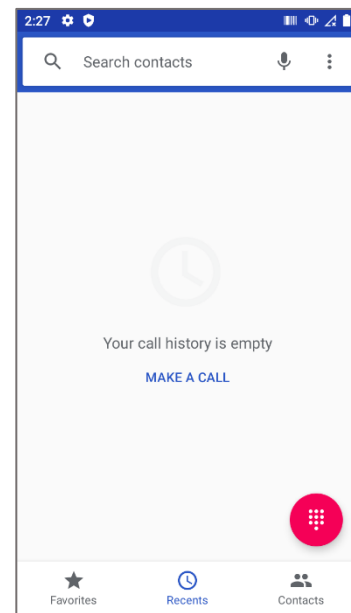 2:27
Search contacts
Your call history is empty
MAKE A CALL
Favorites
Recents
Contacts